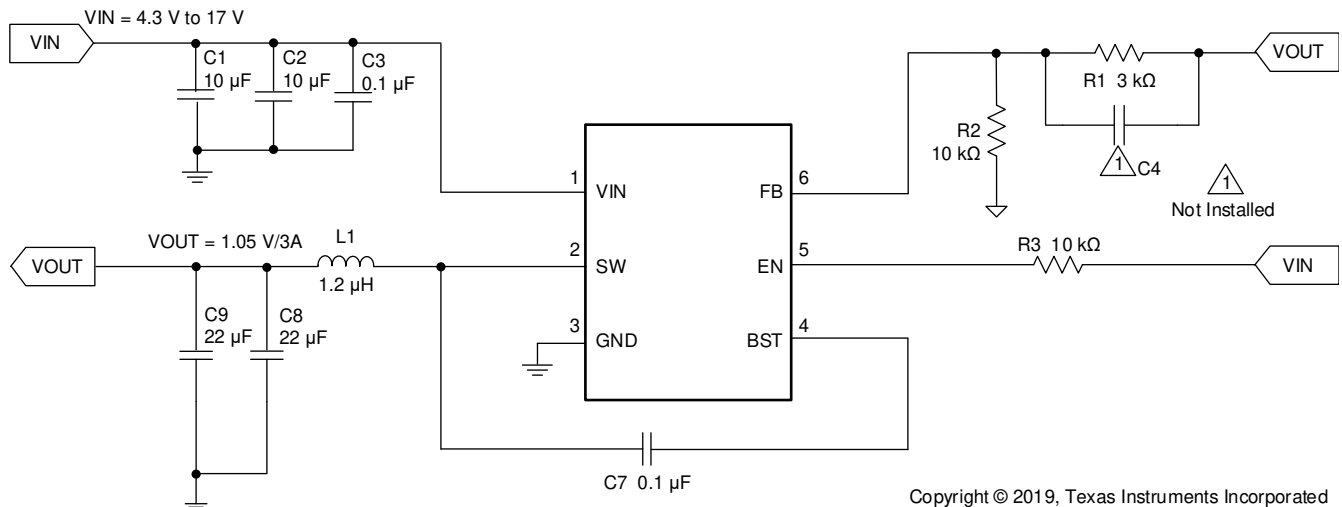 VIN = 4.3 V to 17 V
VIN
C1
10 µF
C2
10 µF
C3
0.1 µF
VOUT
R1 3 kΩ
R2
10 kΩ
1
C4
1
Not Installed
1
VIN
FB
6
VOUT = 1.05 V/3A
L1
1.2 µH
VOUT
2
SW
EN
5
R3 10 kΩ
VIN
C9
22 µF
C8
22 µF
3
GND
BST
4
C7 0.1 µF
Copyright © 2019, Texas Instruments Incorporated